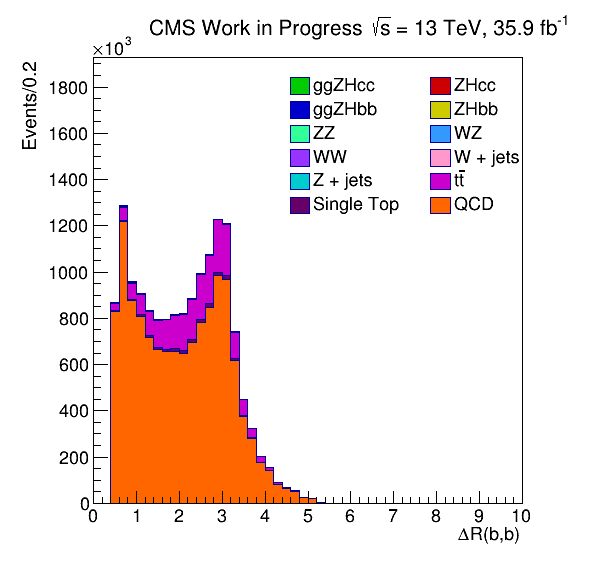 CMS Work in Progress √s = 13 TeV, 35.9 fb⁻¹
×10³
Events/0.2
1800
1600
1400
1200
1000
800
600
400
200
0
ggZHcc ZHcc
ggZHbb ZHbb
ZZ WZ
WW W + jets
Z + jets tt̄
Single Top QCD
0 1 2 3 4 5 6 7 8 9 10
ΔR(b,b)